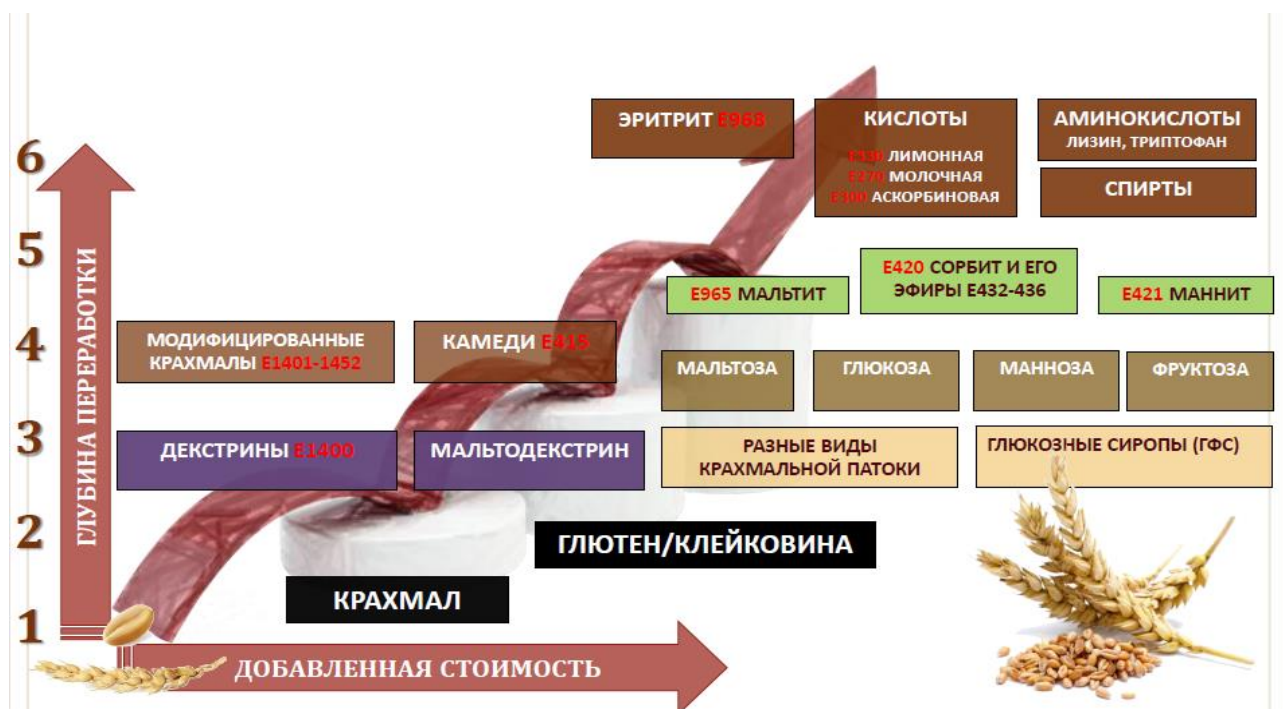 ЭРИТРИТ E968
КИСЛОТЫ
E330 ЛИМОННАЯ
E270 МОЛОЧНАЯ
E300 АСКОРБИНОВАЯ
АМИНОКИСЛОТЫ
ЛИЗИН, ТРИПТОФАН
СПИРТЫ
6
5
4
3
2
1
ГЛУБИНА ПЕРЕРАБОТКИ
E965 МАЛЬТИТ
E420 СОРБИТ И ЕГО
ЭФИРЫ E432-436
E421 МАННИТ
МОДИФИЦИРОВАННЫЕ
КРАХМАЛЫ E1401-1452
КАМЕДИ E415
МАЛЬТОЗА
ГЛЮКОЗА
МАННОЗА
ФРУКТОЗА
ДЕКСТРИНЫ E1400
МАЛЬТОДЕКСТРИН
РАЗНЫЕ ВИДЫ
КРАХМАЛЬНОЙ ПАТОКИ
ГЛЮКОЗНЫЕ СИРОПЫ (ГФС)
ГЛЮТЕН/КЛЕЙКОВИНА
КРАХМАЛ
ДОБАВЛЕННАЯ СТОИМОСТЬ